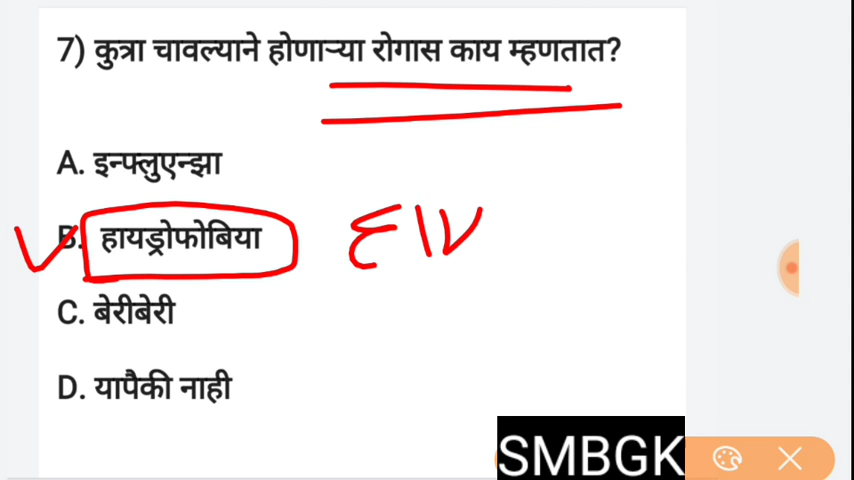 7) कुत्रा चावल्याने होणाऱ्या रोगास काय म्हणतात?
A. इन्फ्लुएन्झा
B. हायड्रोफोबिया
C. बेरीबेरी
D. यापैकी नाही
SMBGK